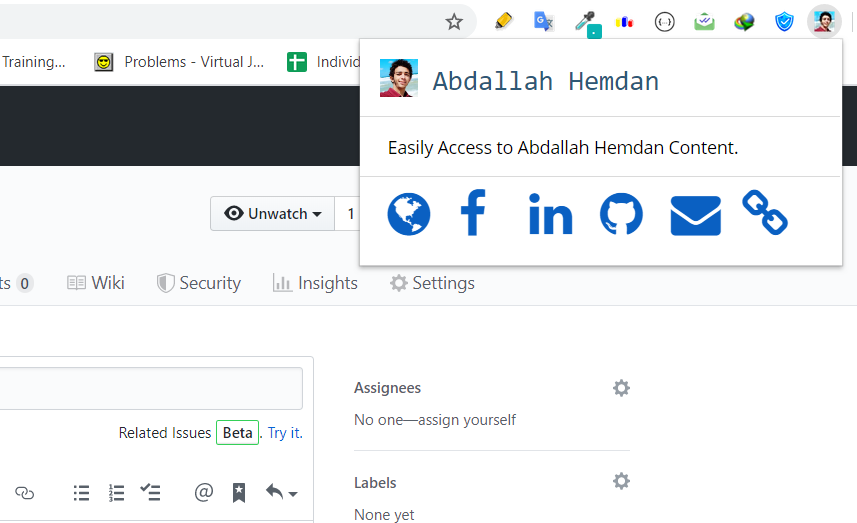 Training...
Problems - Virtual J...
Individ
Abdallah Hemdan
Easily Access to Abdallah Hemdan Content.
Unwatch
1
ts 0
Wiki
Security
Insights
Settings
Assignees
No one—assign yourself
Related Issues Beta. Try it.
Labels
None yet